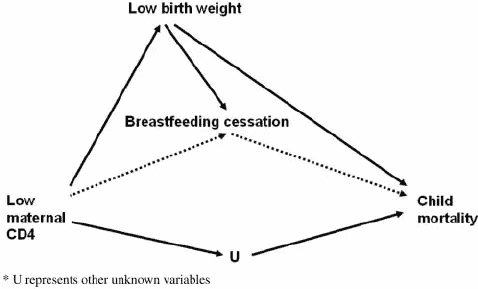 Low birth weight
Breastfeeding cessation
Low
maternal
CD4
Child
mortality
U
* U represents other unknown variables